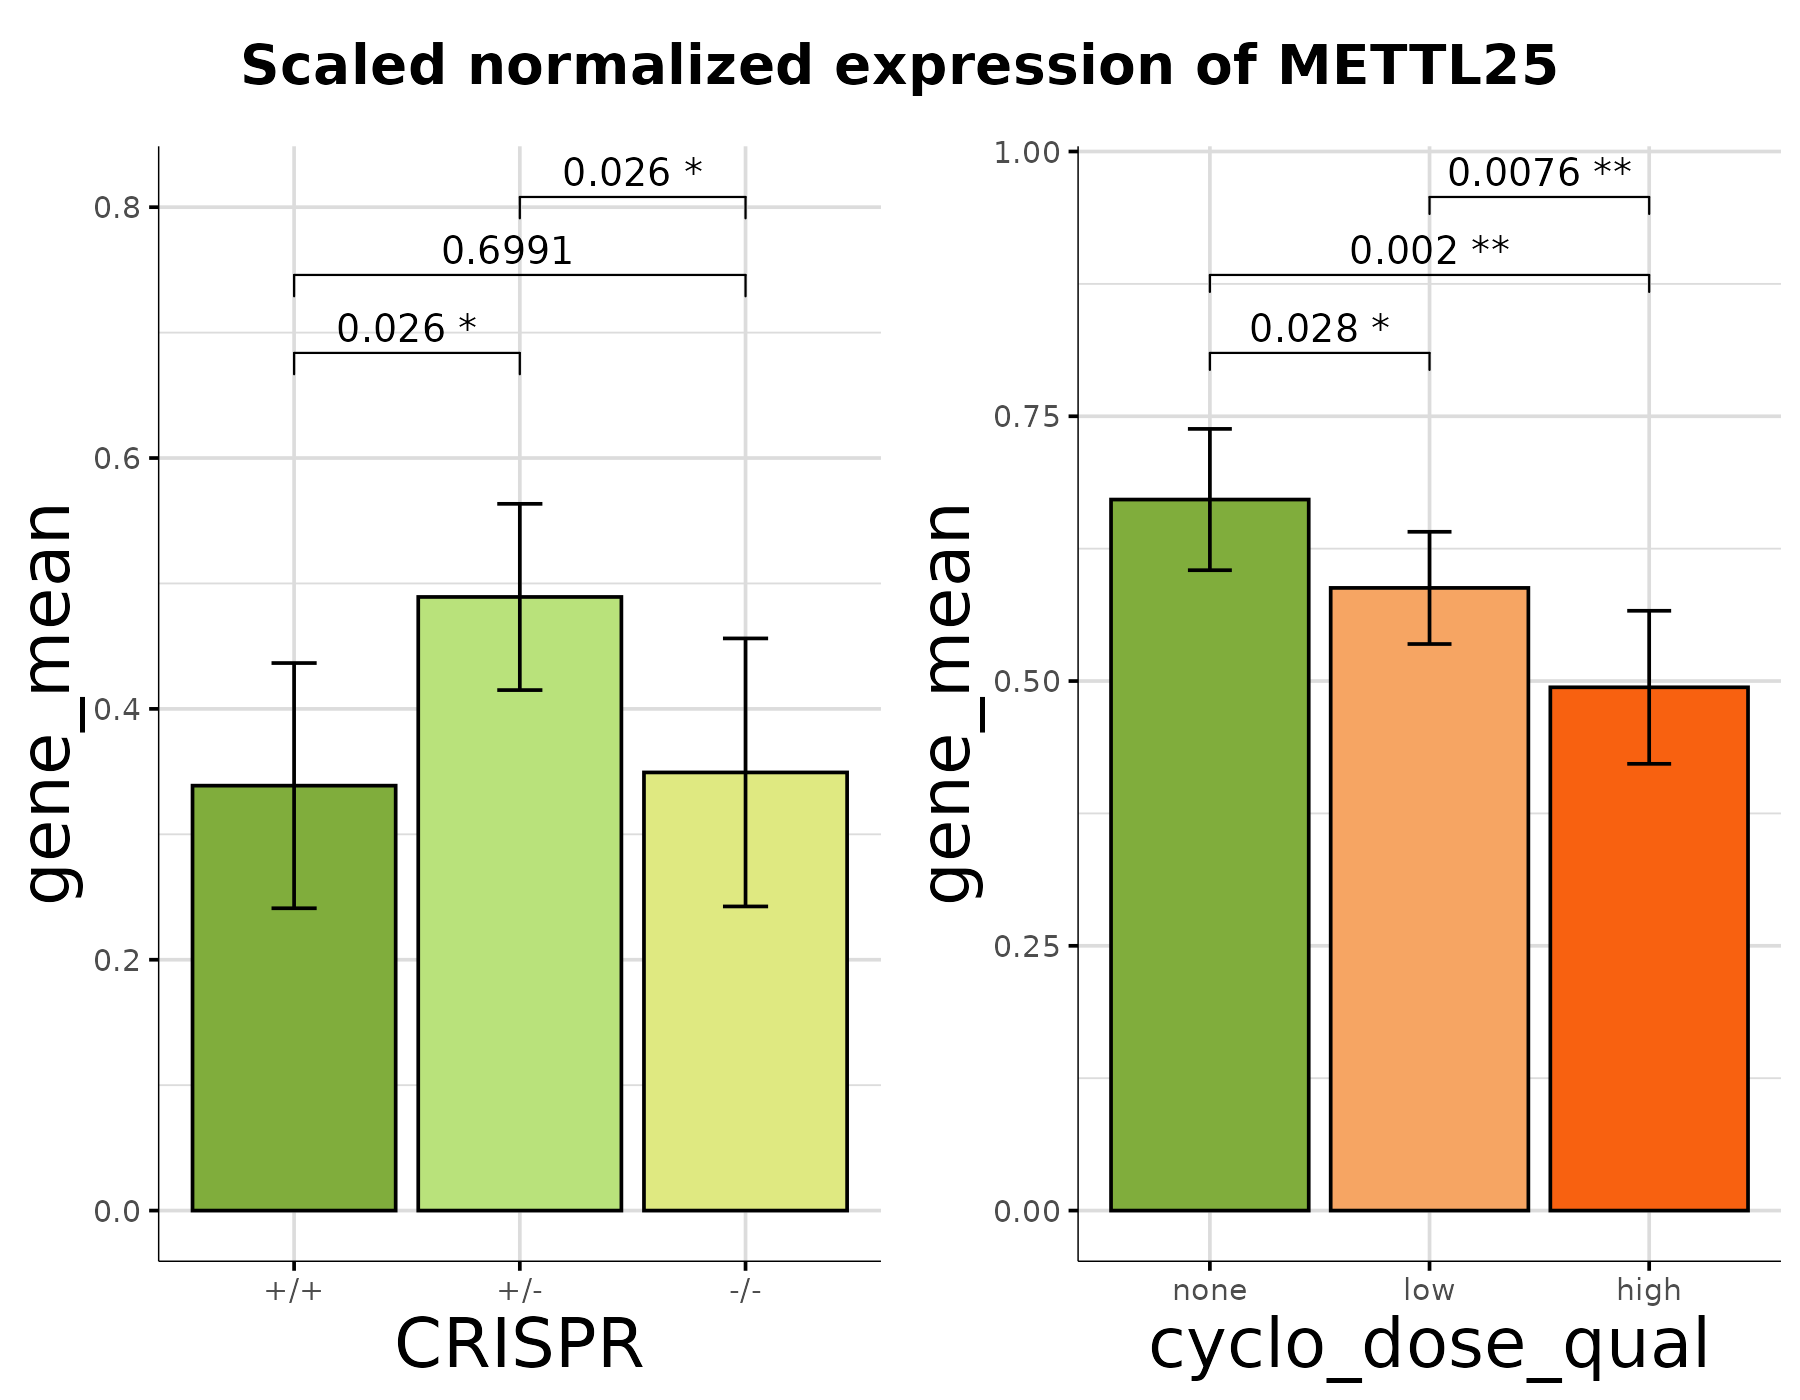 Scaled normalized expression of METTL25
gene_mean
0.8
0.6
0.4
0.2
0.0
0.026 *
0.6991
0.026 *
+/+
+/-
-/-
CRISPR
gene_mean
1.00
0.75
0.50
0.25
0.00
0.0076 **
0.002 **
0.028 *
none
low
high
cyclo_dose_qual